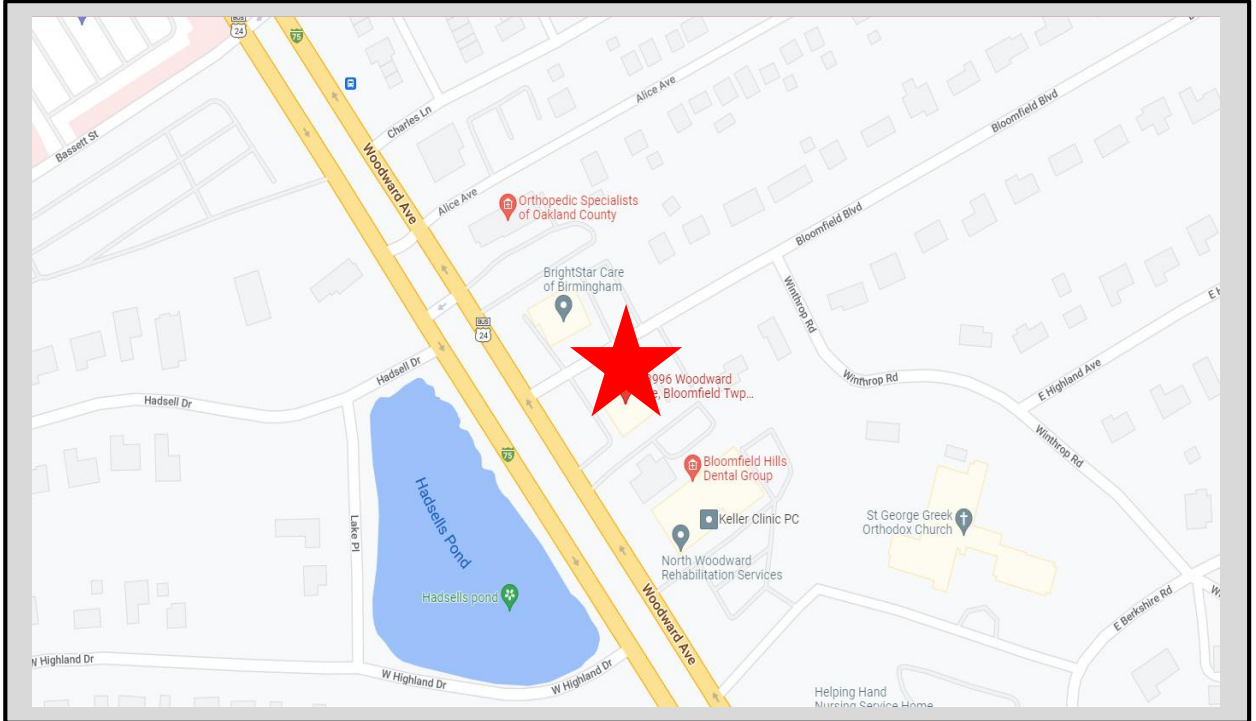 BUS
24
75
Bassett St
Charles Ln
Alice Ave
Bloomfield Blvd
Woodward Ave
Alice Ave
Orthopedic Specialists
of Oakland County
Bloomfield Blvd
BrightStar Care
of Birmingham
Winthrop Rd
BUS
24
Hadsell Dr
996 Woodward
Bloomfield Twp...
Winthrop Rd
E Highland Ave
Hadsell Dr
Winthrop Rd
75
Bloomfield Hills
Dental Group
Hadsells Pond
Lake Pl
Keller Clinic PC
St George Greek
Orthodox Church
North Woodward
Rehabilitation Services
Hadsells pond
Woodward Ave
E Berkshire Rd
W Highland Dr
W Highland Dr
W Highland Dr
Helping Hand
Nursing Service Home